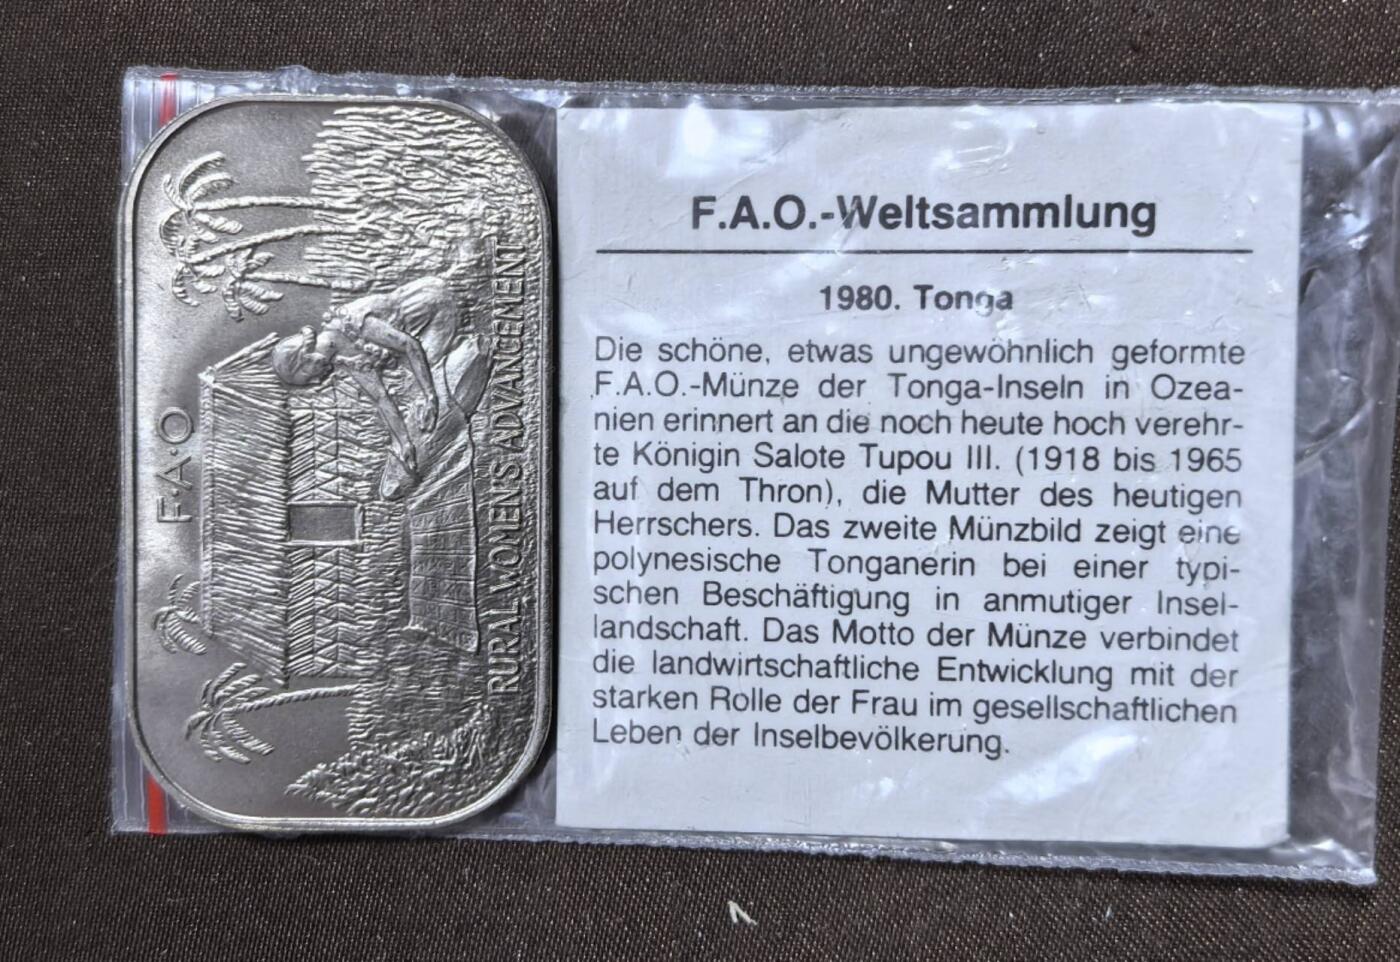 F·A·O
RURAL WOMEN'S ADVANCEMENT
F.A.O.-Weltsammlung
1980. Tonga
Die schöne, etwas ungewöhnlich geformte
F.A.O.-Münze der Tonga-Inseln in Ozea-
nien erinnert an die noch heute hoch verehr-
te Königin Salote Tupou III. (1918 bis 1965
auf dem Thron), die Mutter des heutigen
Herrschers. Das zweite Münzbild zeigt eine
polynesische Tonganerin bei einer typi-
schen Beschäftigung in anmutiger Insel-
landschaft. Das Motto der Münze verbindet
die landwirtschaftliche Entwicklung mit der
starken Rolle der Frau im gesellschaftlichen
Leben der Inselbevölkerung.